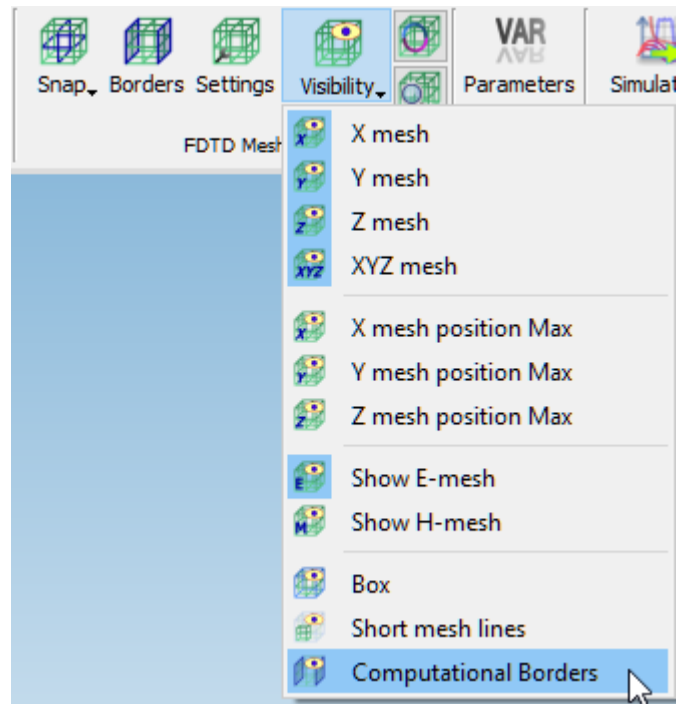 VAR
Snap Borders Settings Visibility Parameters Simulat
FDTD Mesh
X mesh
Y mesh
Z mesh
XYZ mesh
X mesh position Max
Y mesh position Max
Z mesh position Max
Show E-mesh
Show H-mesh
Box
Short mesh lines
Computational Borders